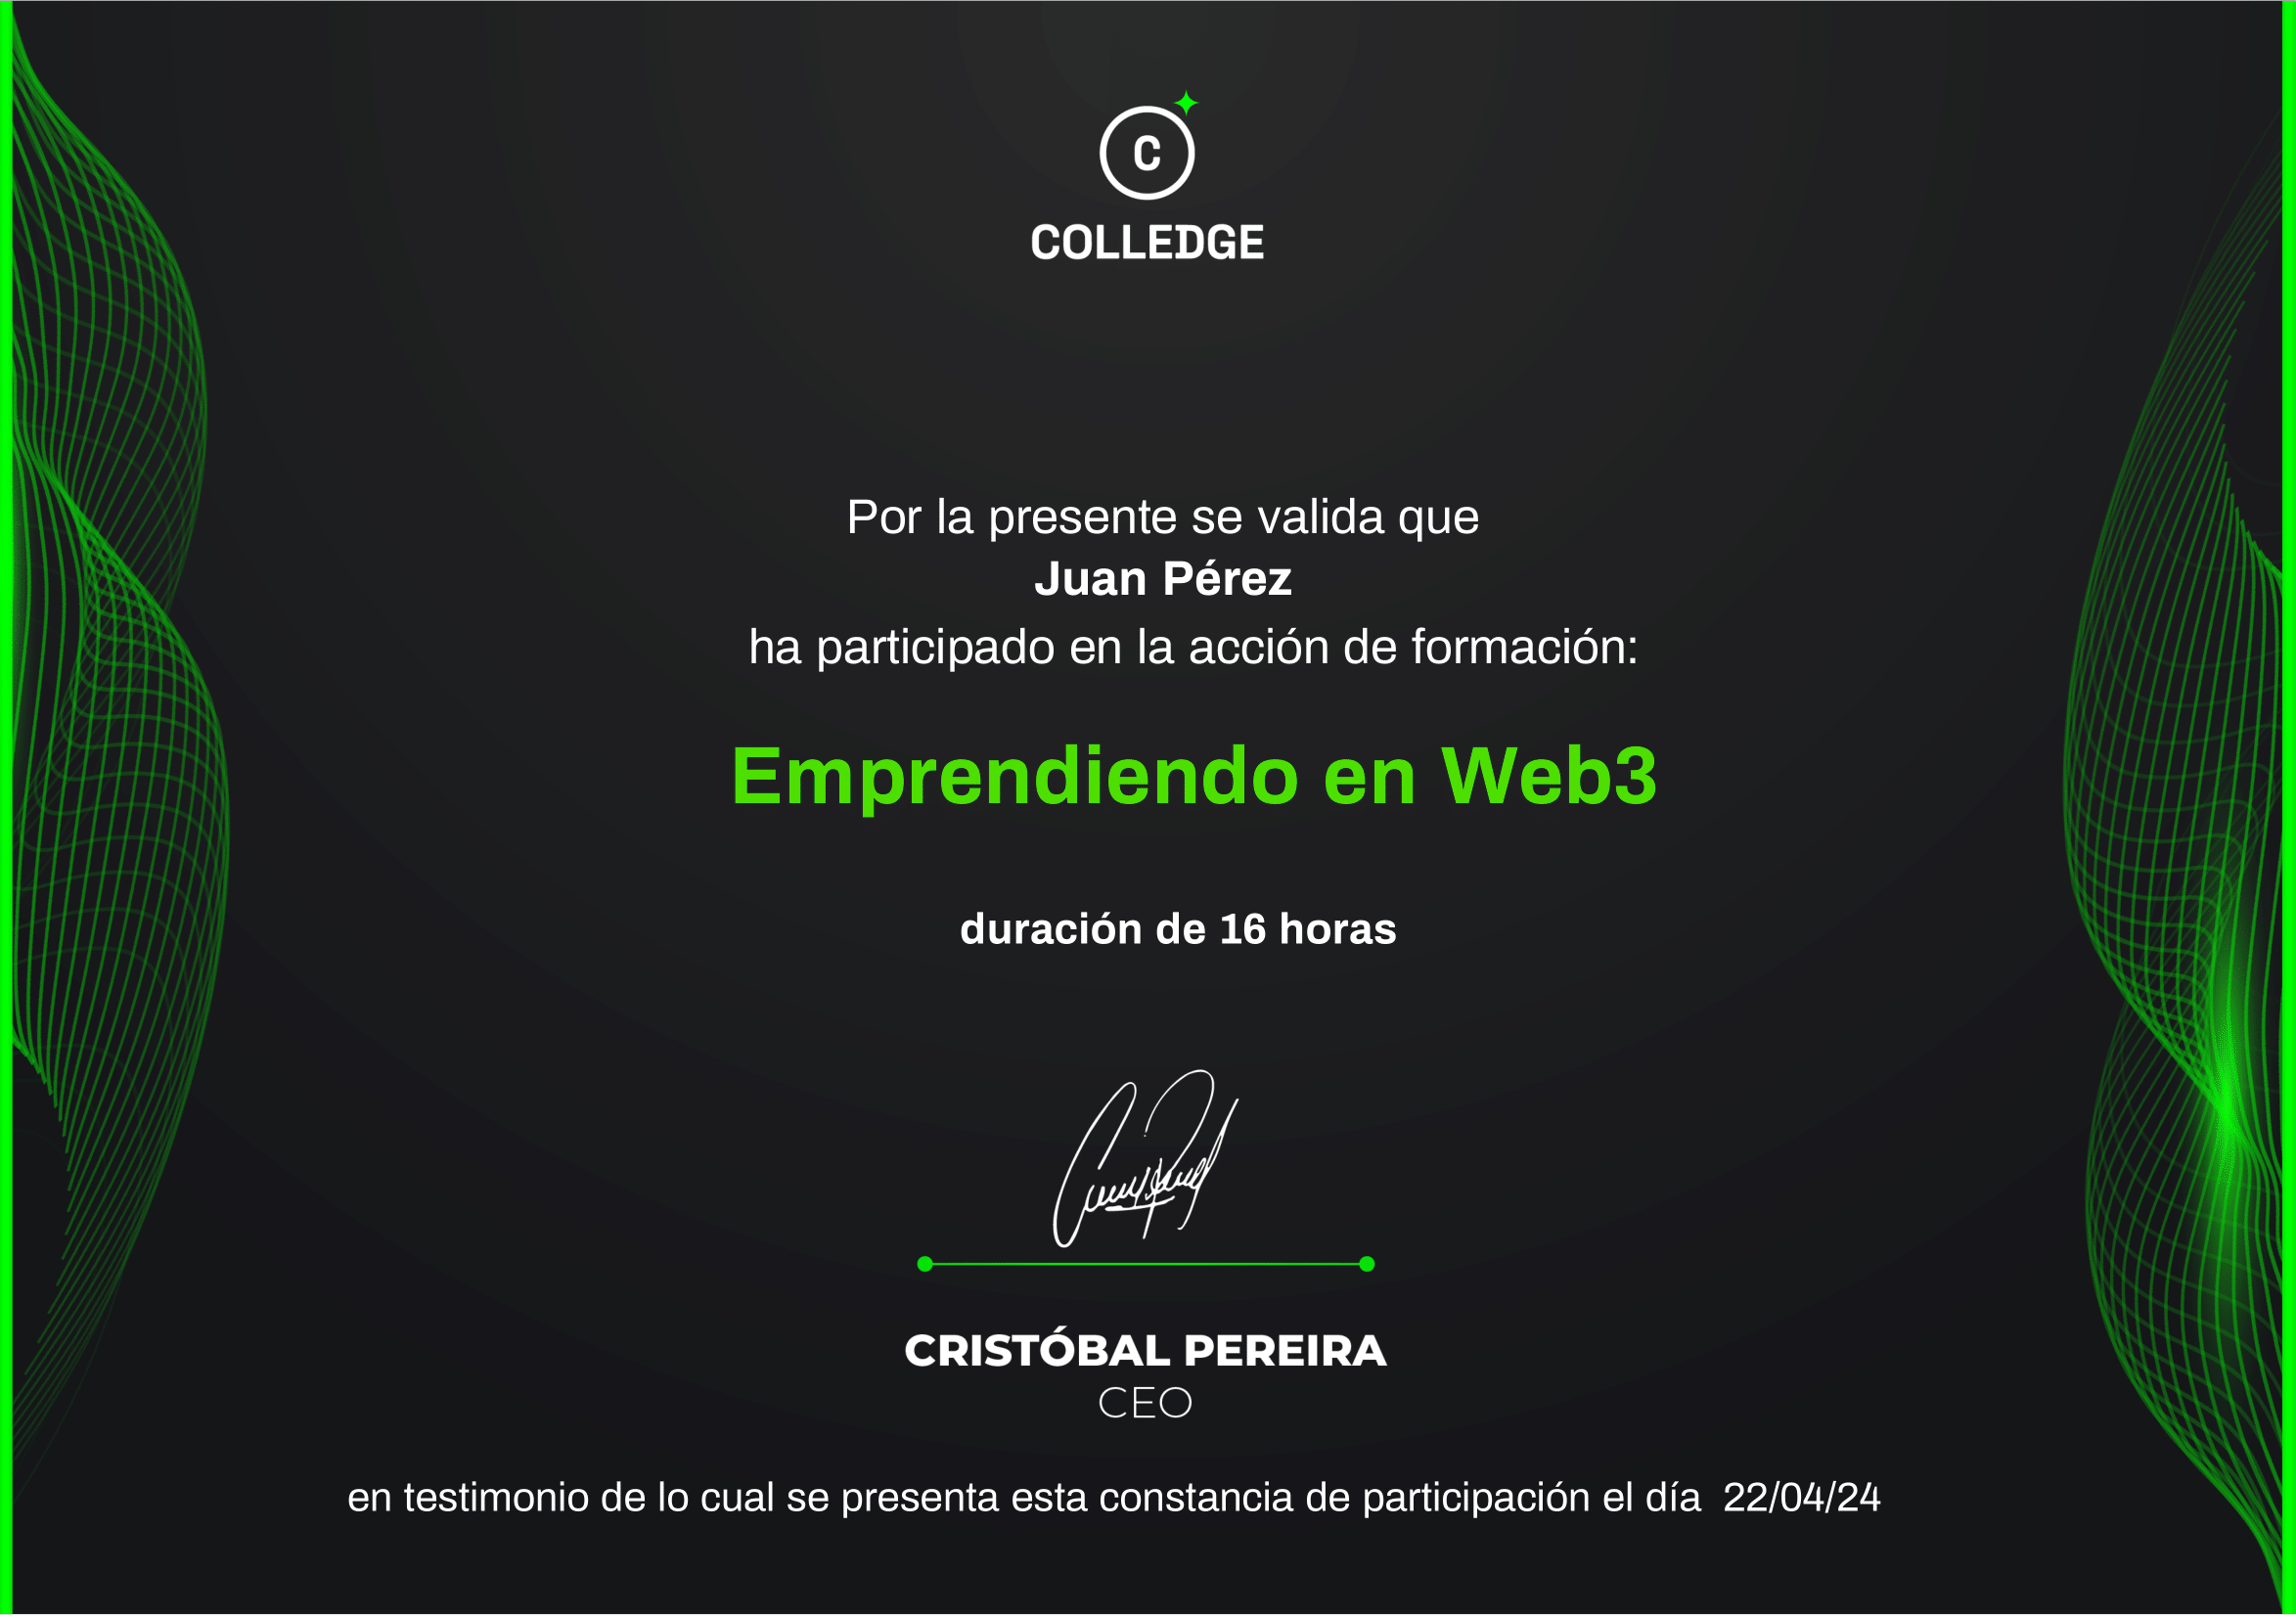 C
COLLEDGE
Por la presente se valida que
Juan Pérez
ha participado en la acción de formación:
Emprendiendo en Web3
duración de 16 horas
CRISTÓBAL PEREIRA
CEO
en testimonio de lo cual se presenta esta constancia de participación el día 22/04/24